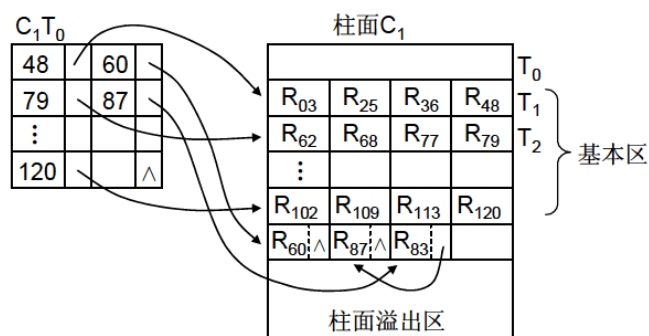 C₁T₀ 柱面C₁
T₀
48 60 R₀₃ R₂₅ R₃₆ R₄₈ T₁
79 87 R₆₂ R₆₈ R₇₇ R₇₉ T₂
⋮ ⋮ 基本区
120 ∧ R₁₀₂ R₁₀₉ R₁₁₃ R₁₂₀
R₆₀ ∧ R₈₇ ∧ R₈₃
柱面溢出区